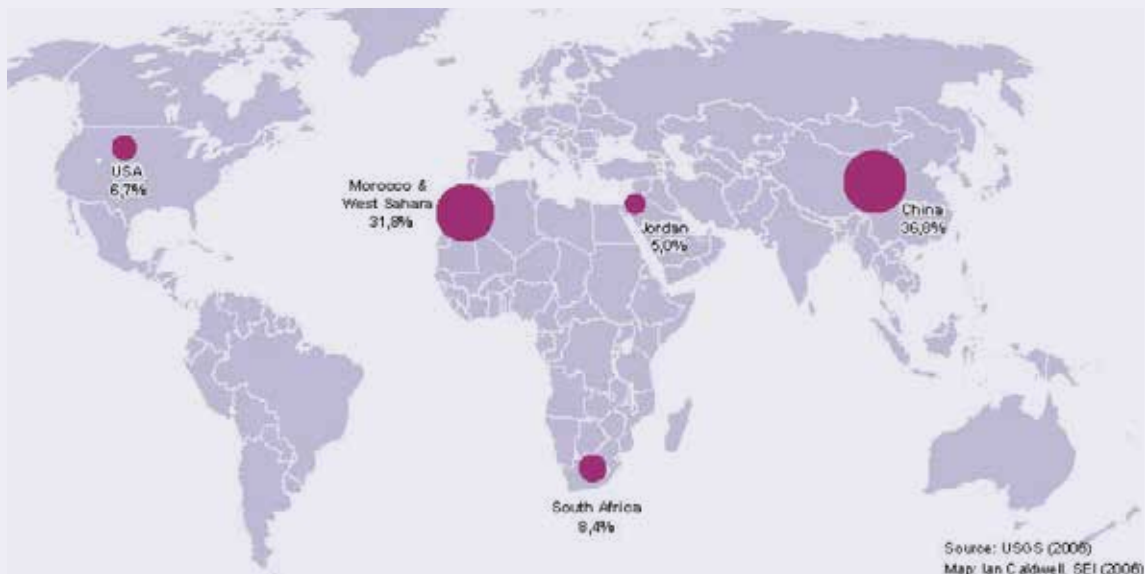 USA
6,7%
Morocco &
West Sahara
31,8%
Jordan
5,0%
China
36,8%
South Africa
8,4%
Source: USGS (2006)
Map: Ian Caldwell, SEI (2006)